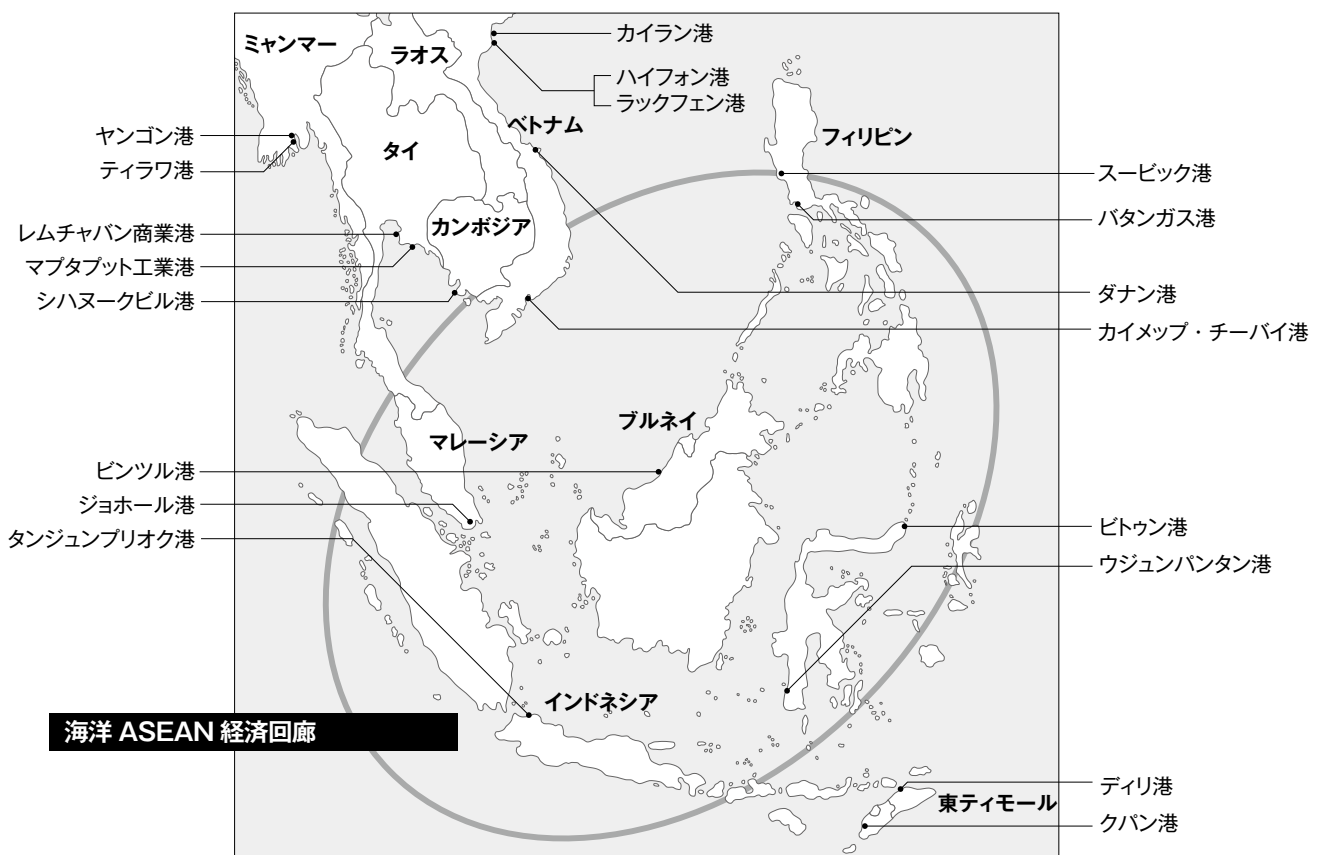 カイラン港
ミャンマー
ラオス
ハイフォン港
ラックフェン港
ベトナム
フィリピン
ヤンゴン港
ティラワ港
タイ
スービック港
バタンガス港
カンボジア
レムチャバン商業港
マプタプット工業港
シハヌークビル港
ダナン港
カイメップ・チーバイ港
ブルネイ
マレーシア
ビンツル港
ジョホール港
タンジュンプリオク港
ビトゥン港
ウジュンパンタン港
インドネシア
海洋 ASEAN 経済回廊
ディリ港
東ティモール
クパン港